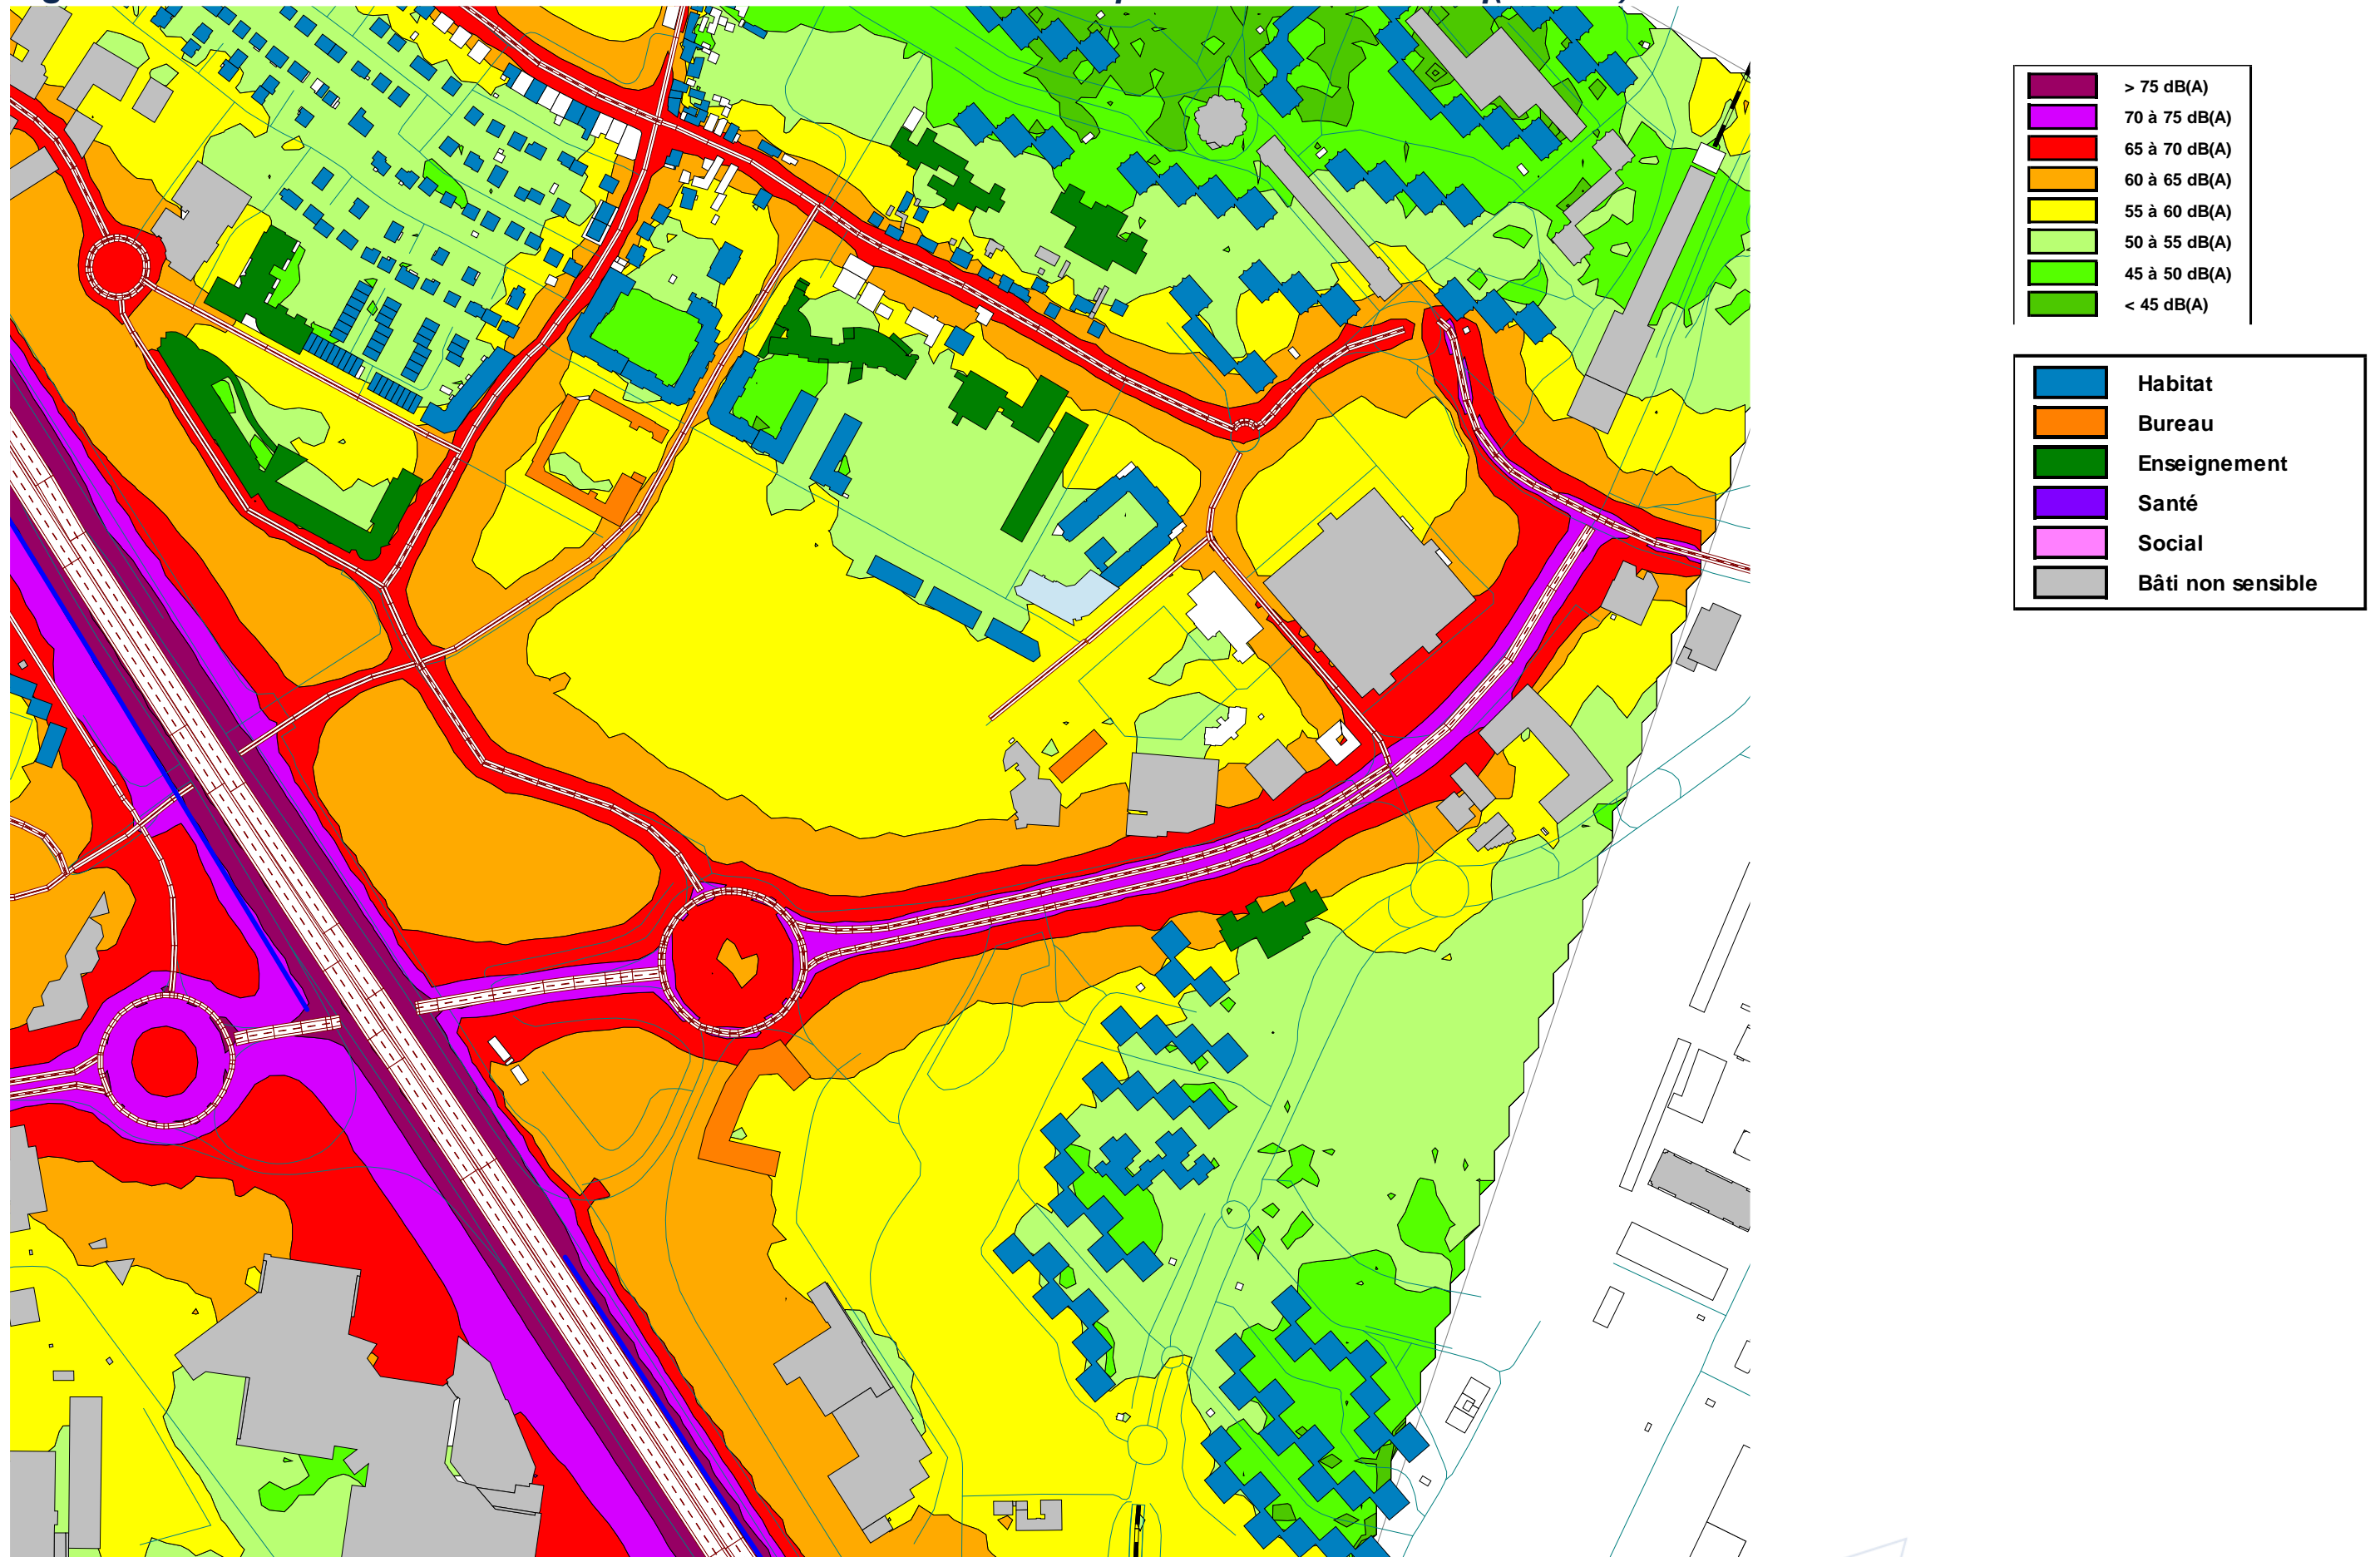 > 75 dB(A)
70 à 75 dB(A)
65 à 70 dB(A)
60 à 65 dB(A)
55 à 60 dB(A)
50 à 55 dB(A)
45 à 50 dB(A)
< 45 dB(A)
Habitat
Bureau
Enseignement
Santé
Social
Bâti non sensible